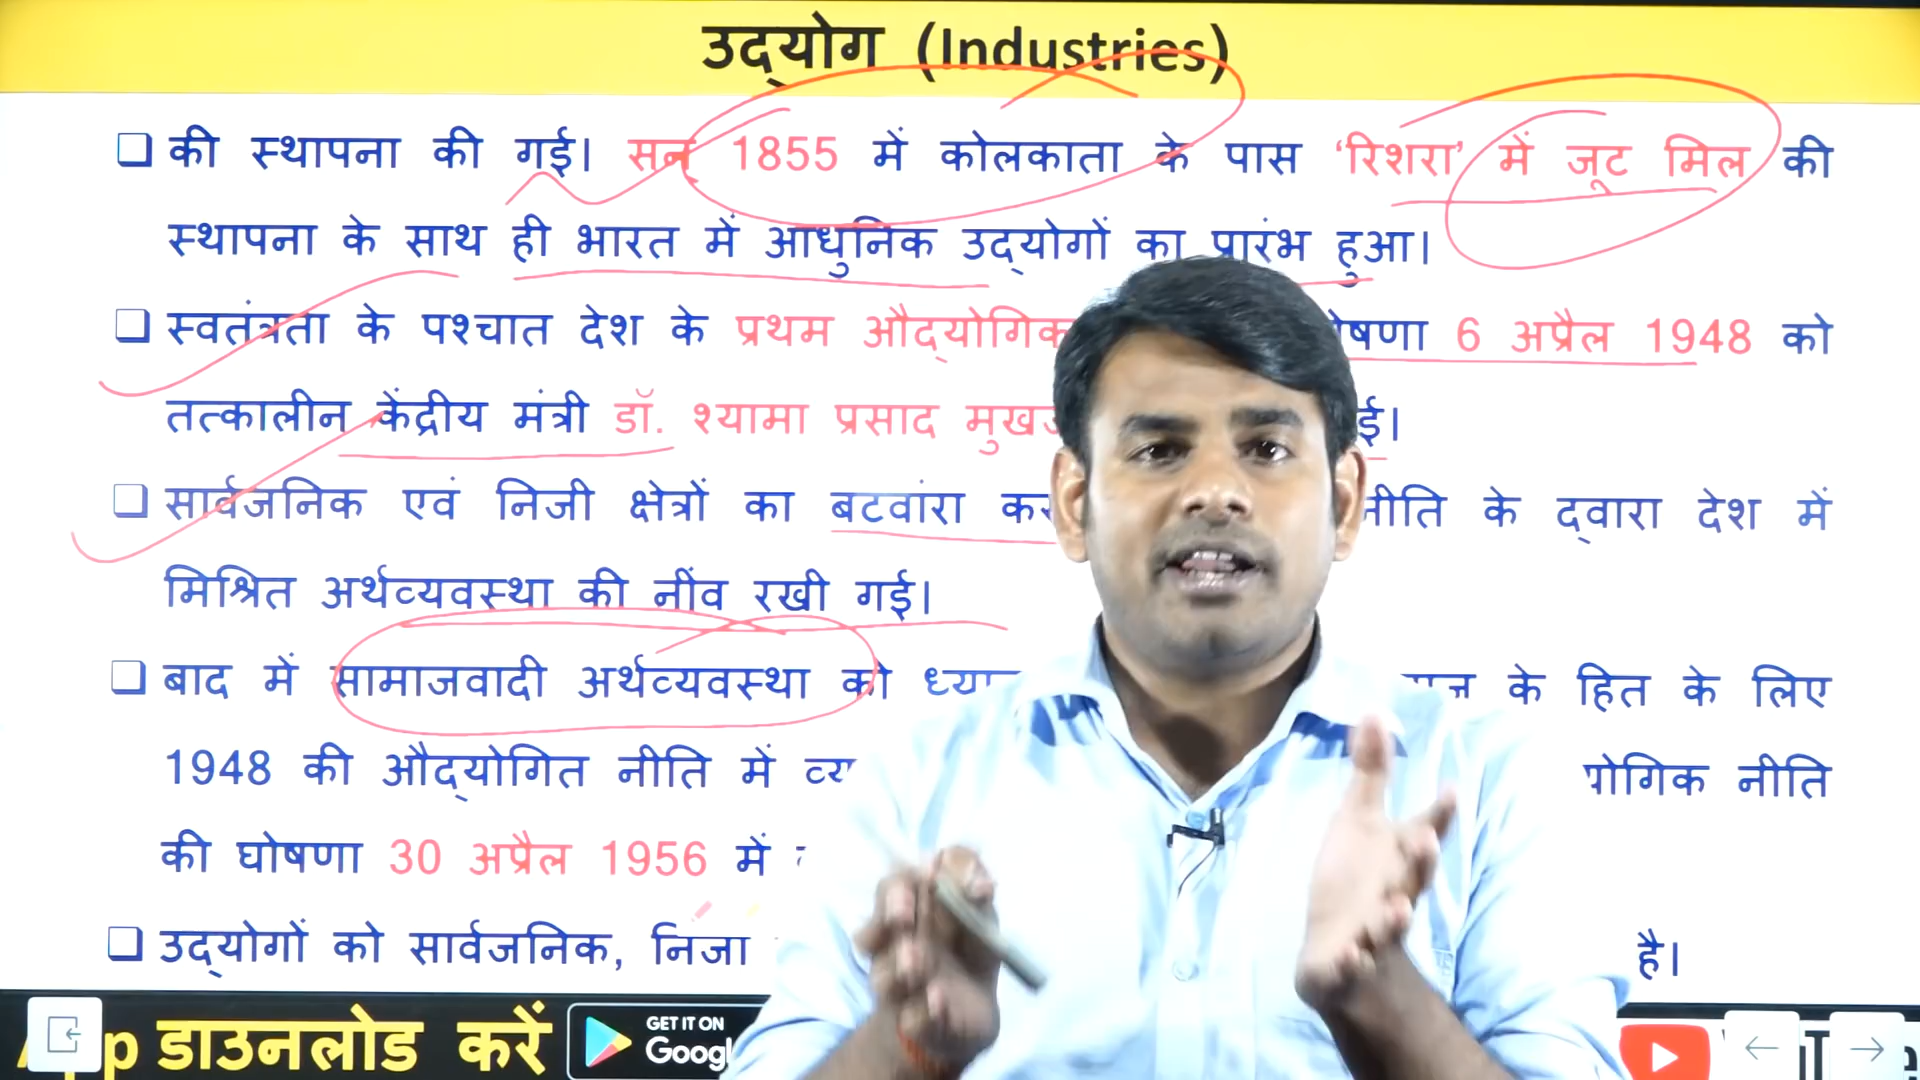 उद्योग (Industries)
की स्थापना की गई। सन् 1855 में कोलकाता के पास ‘रिशरा’ में जूट मिल की
स्थापना के साथ ही भारत में आधुनिक उद्योगों का प्रारंभ हुआ।
स्वतंत्रता के पश्चात देश के प्रथम औद्योगिक 6 अप्रैल 1948 को
तत्कालीन केंद्रीय मंत्री डॉ. श्यामा प्रसाद
सार्वजनिक एवं निजी क्षेत्रों का बटवांरा नीति के द्वारा देश में
मिश्रित अर्थव्यवस्था की नींव रखी गई।
बाद में सामाजवादी अर्थव्यवस्था को के हित के लिए
1948 की औद्योगित नीति में नीति
की घोषणा 30 अप्रैल 1956 में
उद्योगों को सार्वजनिक, है।
डाउनलोड करें
GET IT ON